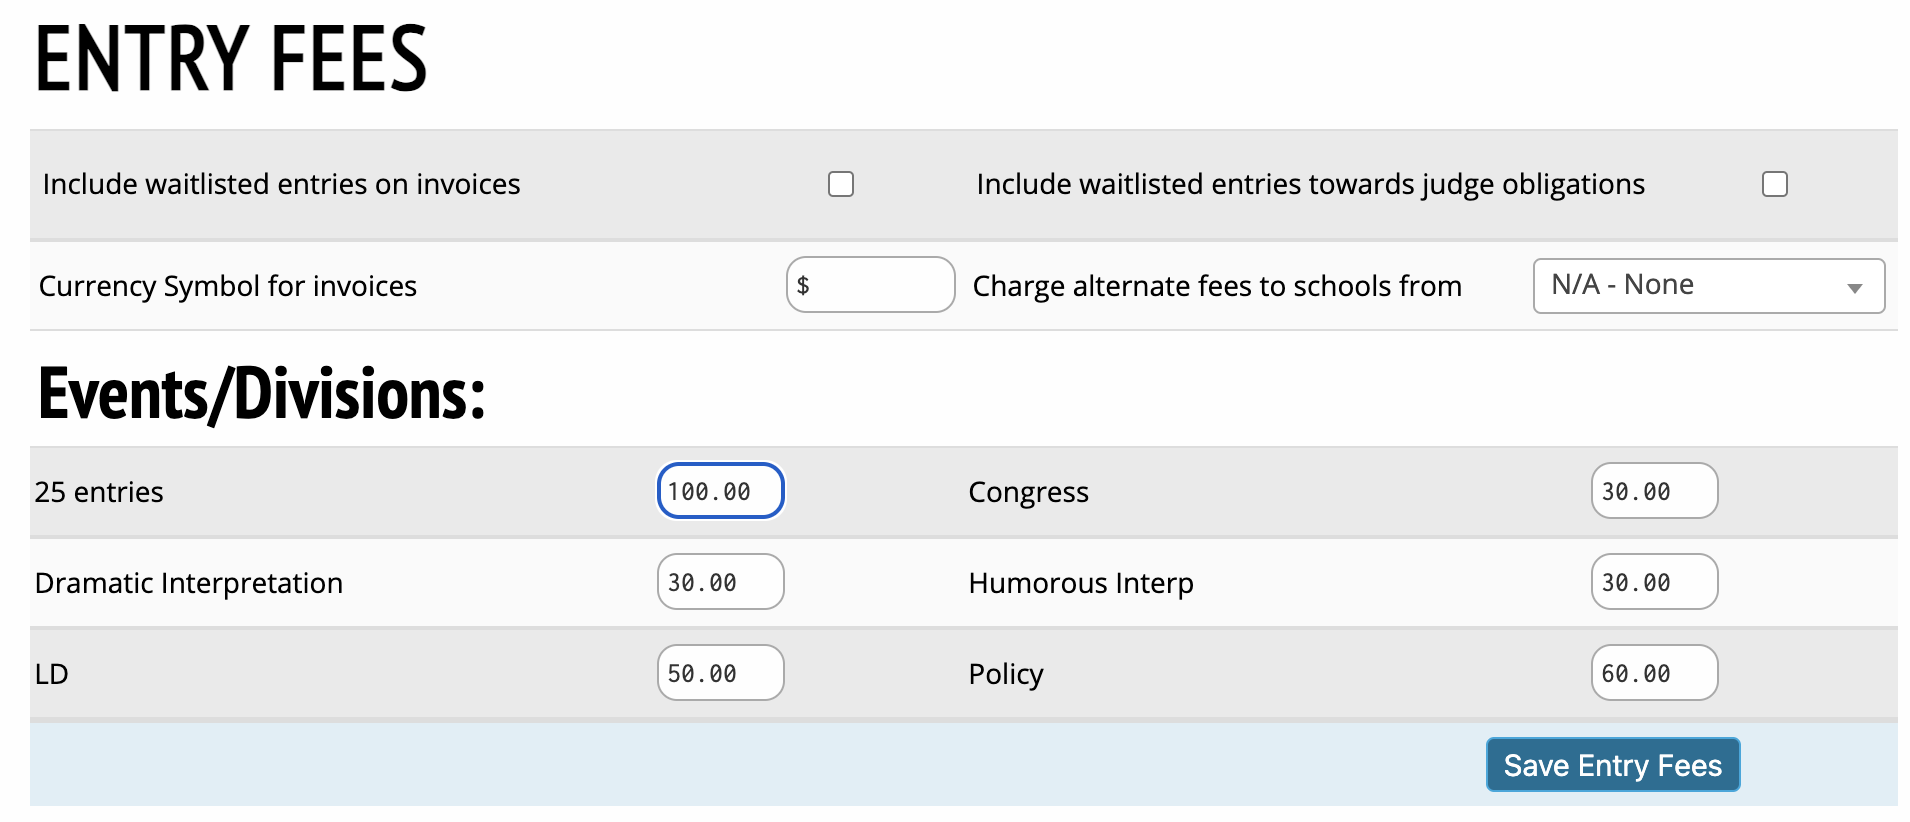 ENTRY FEES
Include waitlisted entries on invoices
Include waitlisted entries towards judge obligations
Currency Symbol for invoices $
Charge alternate fees to schools from N/A - None
Events/Divisions:
25 entries 100.00 Congress 30.00
Dramatic Interpretation 30.00 Humorous Interp 30.00
LD 50.00 Policy 60.00
Save Entry Fees